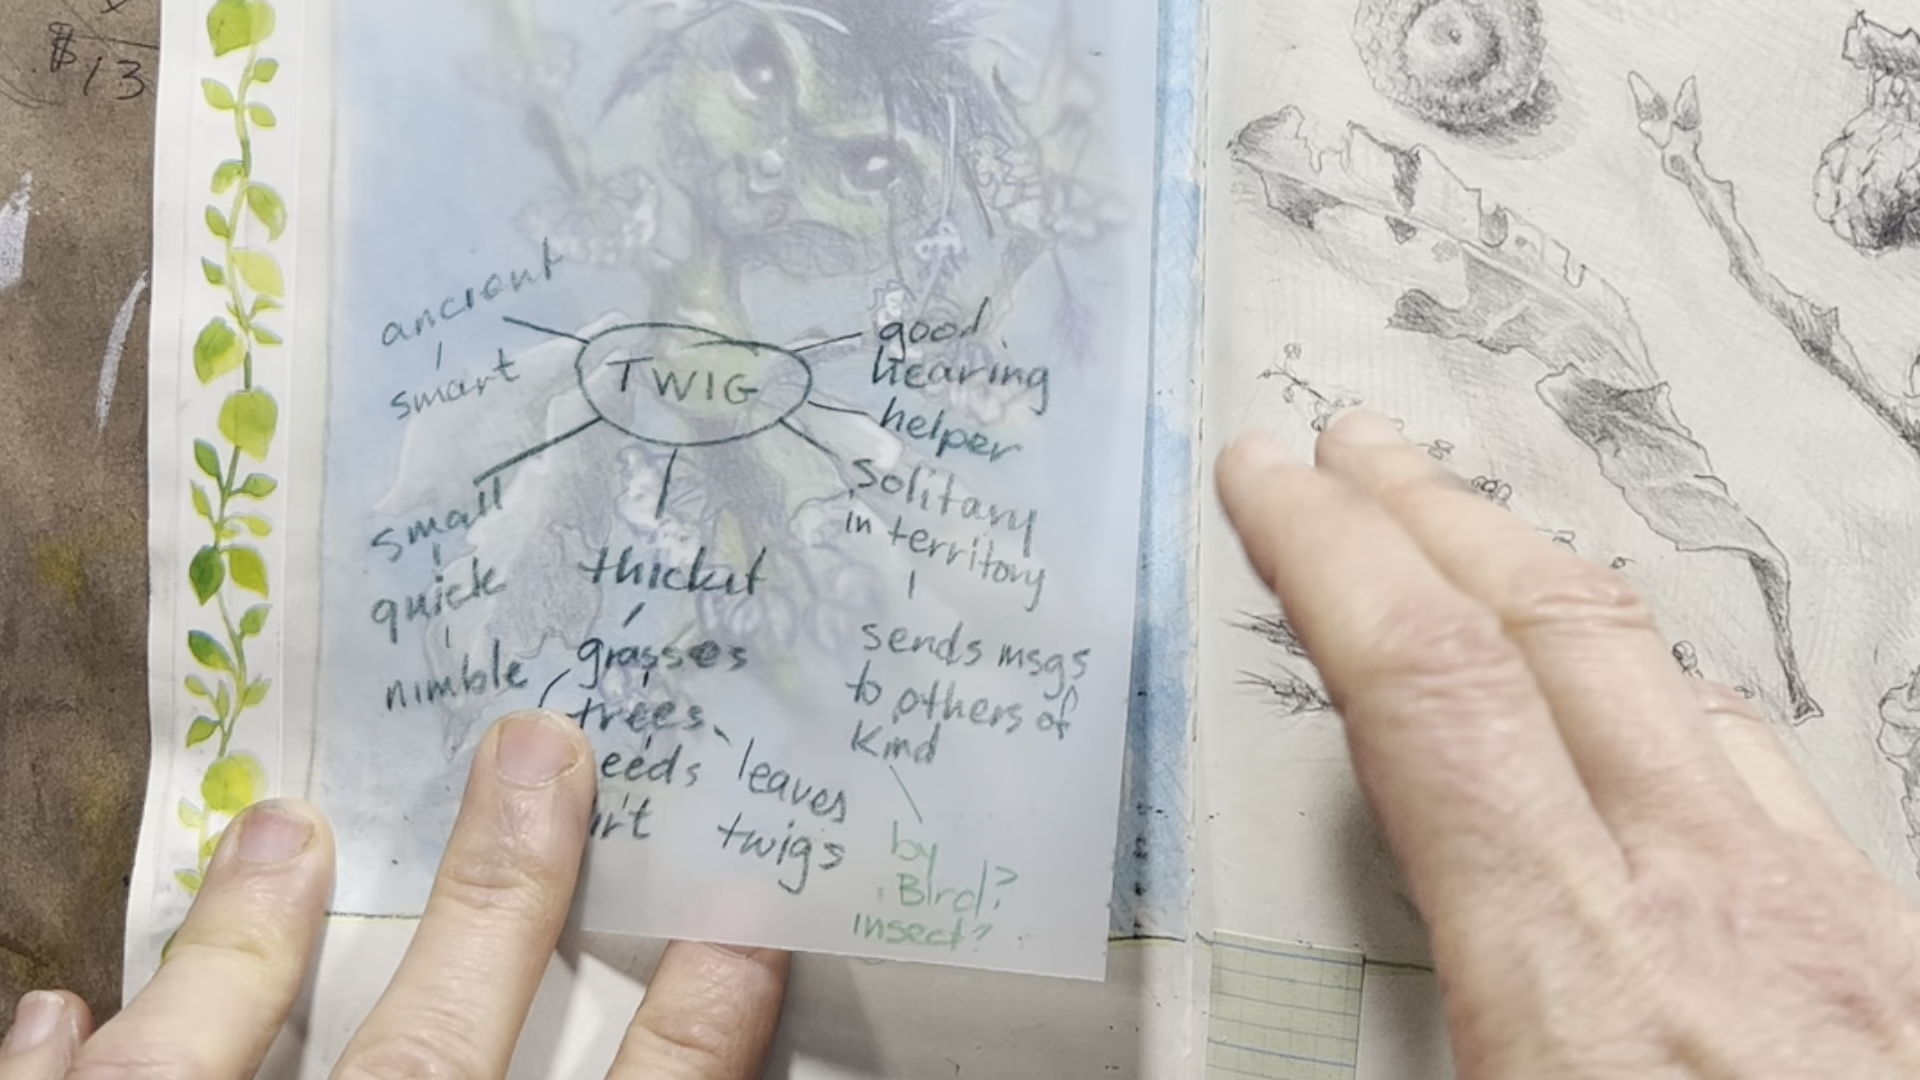 $13
ancient
smart
TWIG
good
hearing
helper
solitary
in territory
sends msgs
to others of
kind
by
Bird?
insect?
small
quick
nimble
thicket
grasses
trees
leaves
twigs